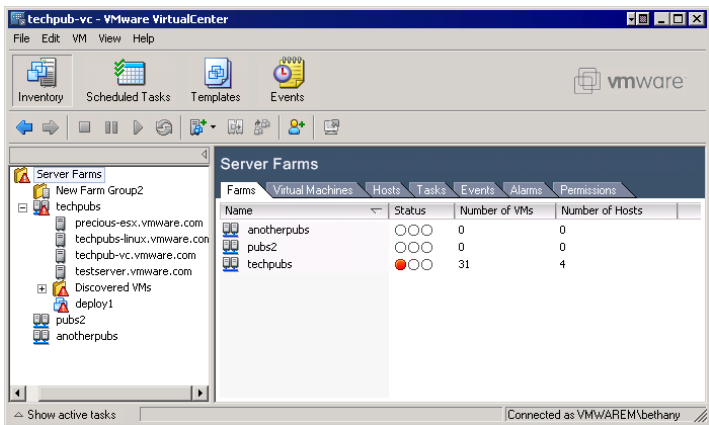 techpub-vc - VMware VirtualCenter
File Edit VM View Help
Inventory Scheduled Tasks Templates Events
vmware
Server Farms
New Farm Group2
techpubs
precious-esx.vmware.com
techpubs-linux.vmware.con
techpub-vc.vmware.com
testserver.vmware.com
Discovered VMs
deploy1
pubs2
anotherpubs
Server Farms
Farms Virtual Machines Hosts Tasks Events Alarms Permissions
Name Status Number of VMs Number of Hosts
anotherpubs 0 0
pubs2 0 0
techpubs 31 4
Show active tasks Connected as VMWAREM\bethany